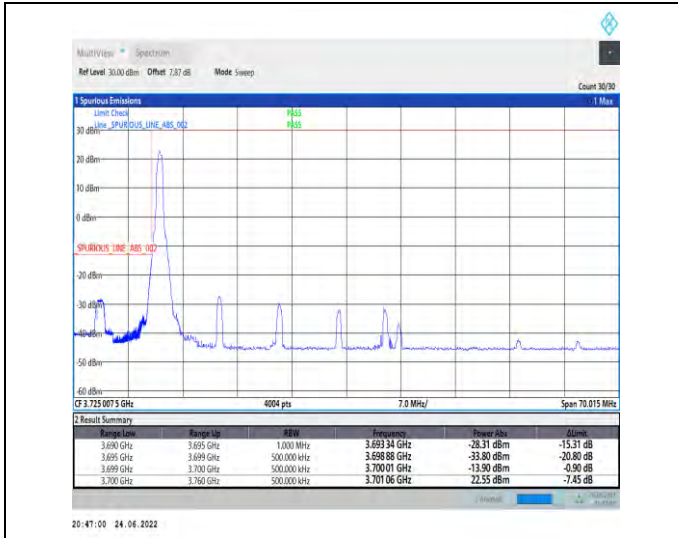 MultiView Spectrum
Ref Level 30.00 dBm Offset 7.87 dB Mode Sweep
Count 30/30
1 Spurious Emissions 1 Max
Limit Check PASS
Line _SPURIOUS_LINE_ABS_002 PASS
30 dBm
20 dBm
10 dBm
0 dBm
_SPURIOUS_LINE_ABS_002
-20 dBm
-30 dBm
-40 dBm
-50 dBm
-60 dBm
CF 3.725 007 5 GHz 4004 pts 7.0 MHz/ Span 70.015 MHz
2 Result Summary
Range Low Range Up RBW Frequency Power Abs ΔLimit
3.690 GHz 3.695 GHz 1.000 MHz 3.693 34 GHz -28.31 dBm -15.31 dB
3.695 GHz 3.699 GHz 500.000 kHz 3.698 88 GHz -33.80 dBm -20.80 dB
3.699 GHz 3.700 GHz 500.000 kHz 3.700 01 GHz -13.90 dBm -0.90 dB
3.700 GHz 3.760 GHz 500.000 kHz 3.701 06 GHz 22.55 dBm -7.45 dB
20:47:00 24.06.2022